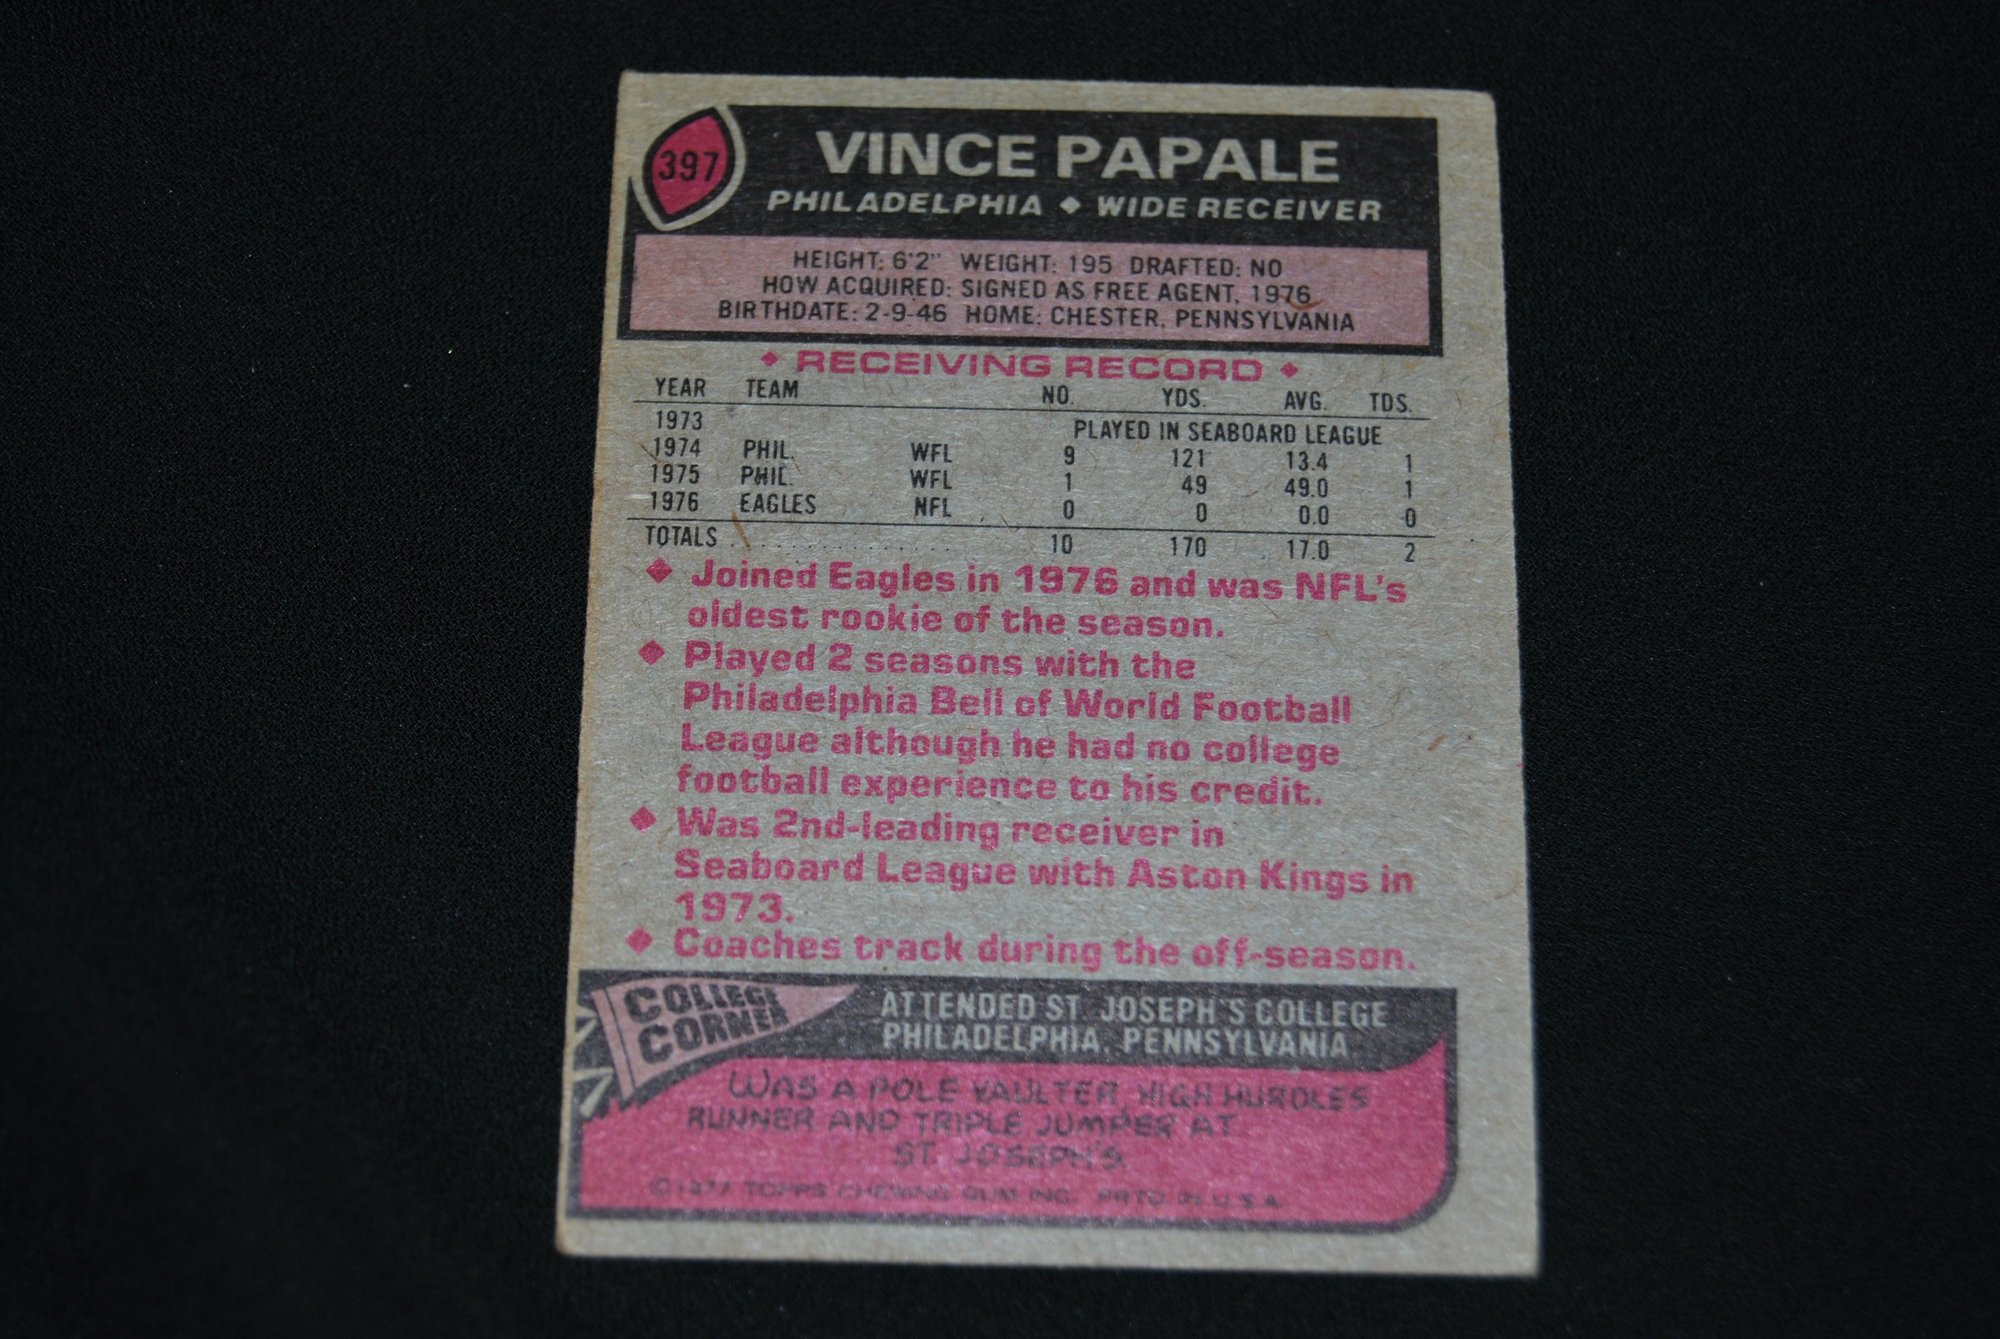 397
VINCE PAPALE
PHILADELPHIA ◆ WIDE RECEIVER
HEIGHT: 6'2" WEIGHT: 195 DRAFTED: NO
HOW ACQUIRED: SIGNED AS FREE AGENT, 1976
BIRTHDATE: 2-9-46 HOME: CHESTER, PENNSYLVANIA
◆ RECEIVING RECORD ◆
YEAR TEAM NO. YDS. AVG. TDS.
1973 PLAYED IN SEABOARD LEAGUE
1974 PHIL. WFL 9 121 13.4 1
1975 PHIL. WFL 1 49 49.0 1
1976 EAGLES NFL 0 0 0.0 0
TOTALS 10 170 17.0 2
◆ Joined Eagles in 1976 and was NFL's
oldest rookie of the season.
◆ Played 2 seasons with the
Philadelphia Bell of World Football
League although he had no college
football experience to his credit.
◆ Was 2nd-leading receiver in
Seaboard League with Aston Kings in
1973.
◆ Coaches track during the off-season.
COLLEGE
CORNER
ATTENDED ST. JOSEPH'S COLLEGE
PHILADELPHIA, PENNSYLVANIA
WAS A POLE VAULTER, HIGH HURDLES
RUNNER AND TRIPLE JUMPER AT
ST. JOSEPH'S
©1977 TOPPS CHEWING GUM INC. PRTD. IN U.S.A.